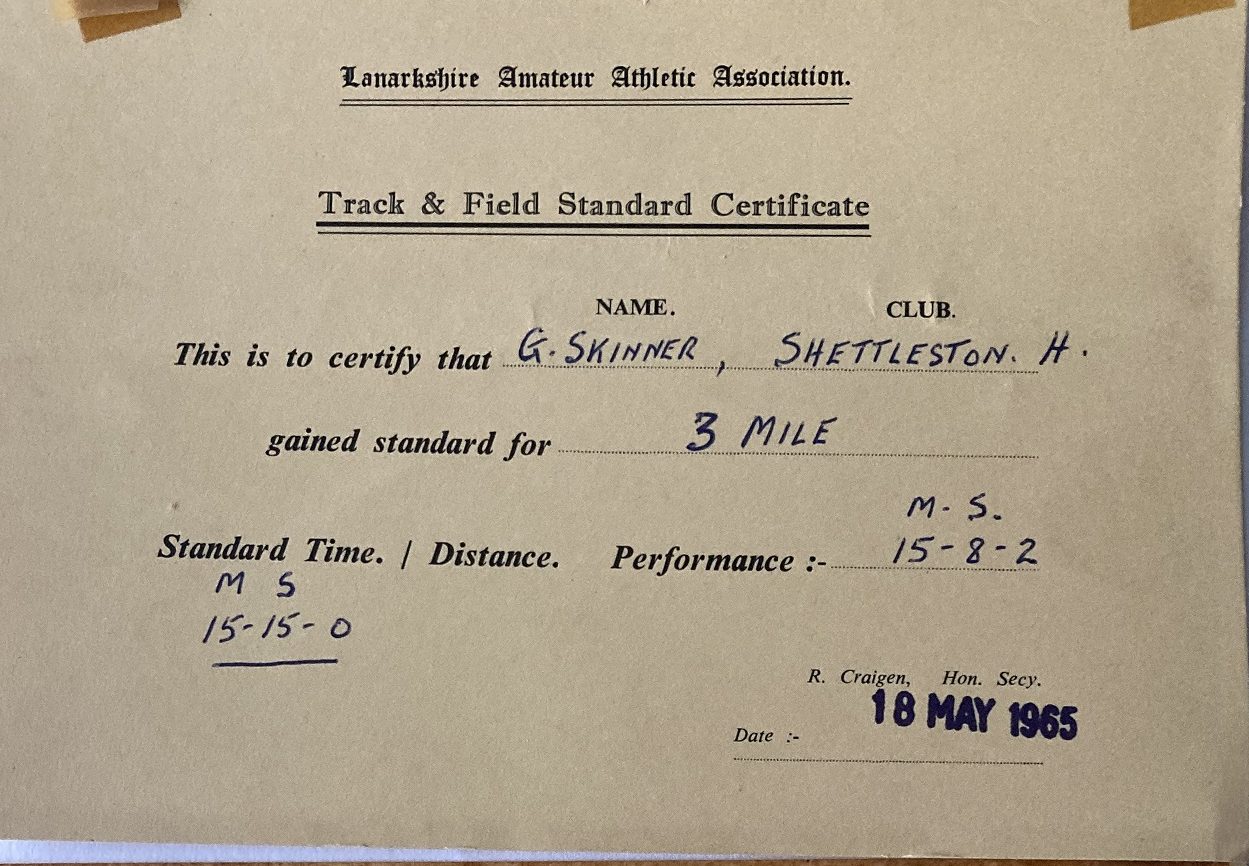 Lanarkshire Amateur Athletic Association.
Track & Field Standard Certificate
NAME. CLUB.
This is to certify that G. SKINNER, SHETTLESTON. H.
gained standard for 3 MILE
M. S.
Standard Time. / Distance. Performance :- 15-8-2
M S
15-15-0
R. Craigen, Hon. Secy.
18 MAY 1965
Date :-